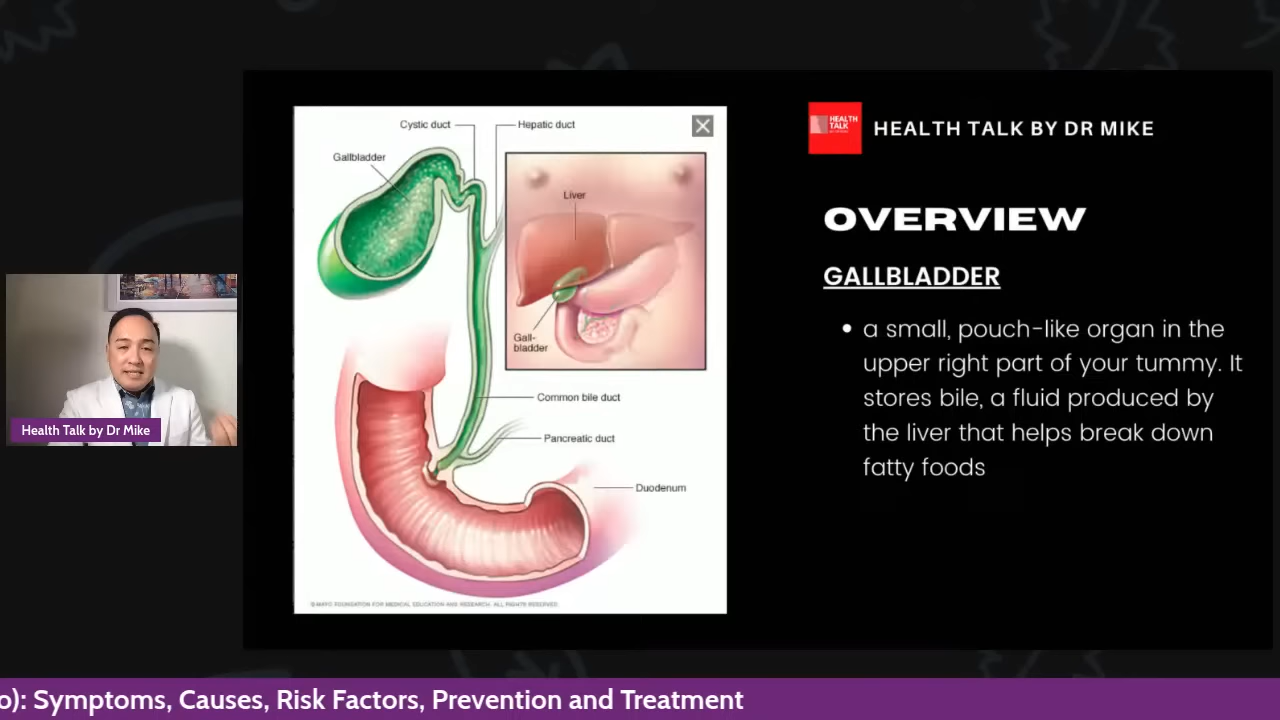 Cystic duct
Hepatic duct
Gallbladder
Liver
Gall-
bladder
Common bile duct
Pancreatic duct
Duodenum
© MAYO FOUNDATION FOR MEDICAL EDUCATION AND RESEARCH. ALL RIGHTS RESERVED.
HEALTH
TALK
HEALTH TALK BY DR MIKE
OVERVIEW
GALLBLADDER
• a small, pouch-like organ in the
upper right part of your tummy. It
stores bile, a fluid produced by
the liver that helps break down
fatty foods
Health Talk by Dr Mike
o): Symptoms, Causes, Risk Factors, Prevention and Treatment